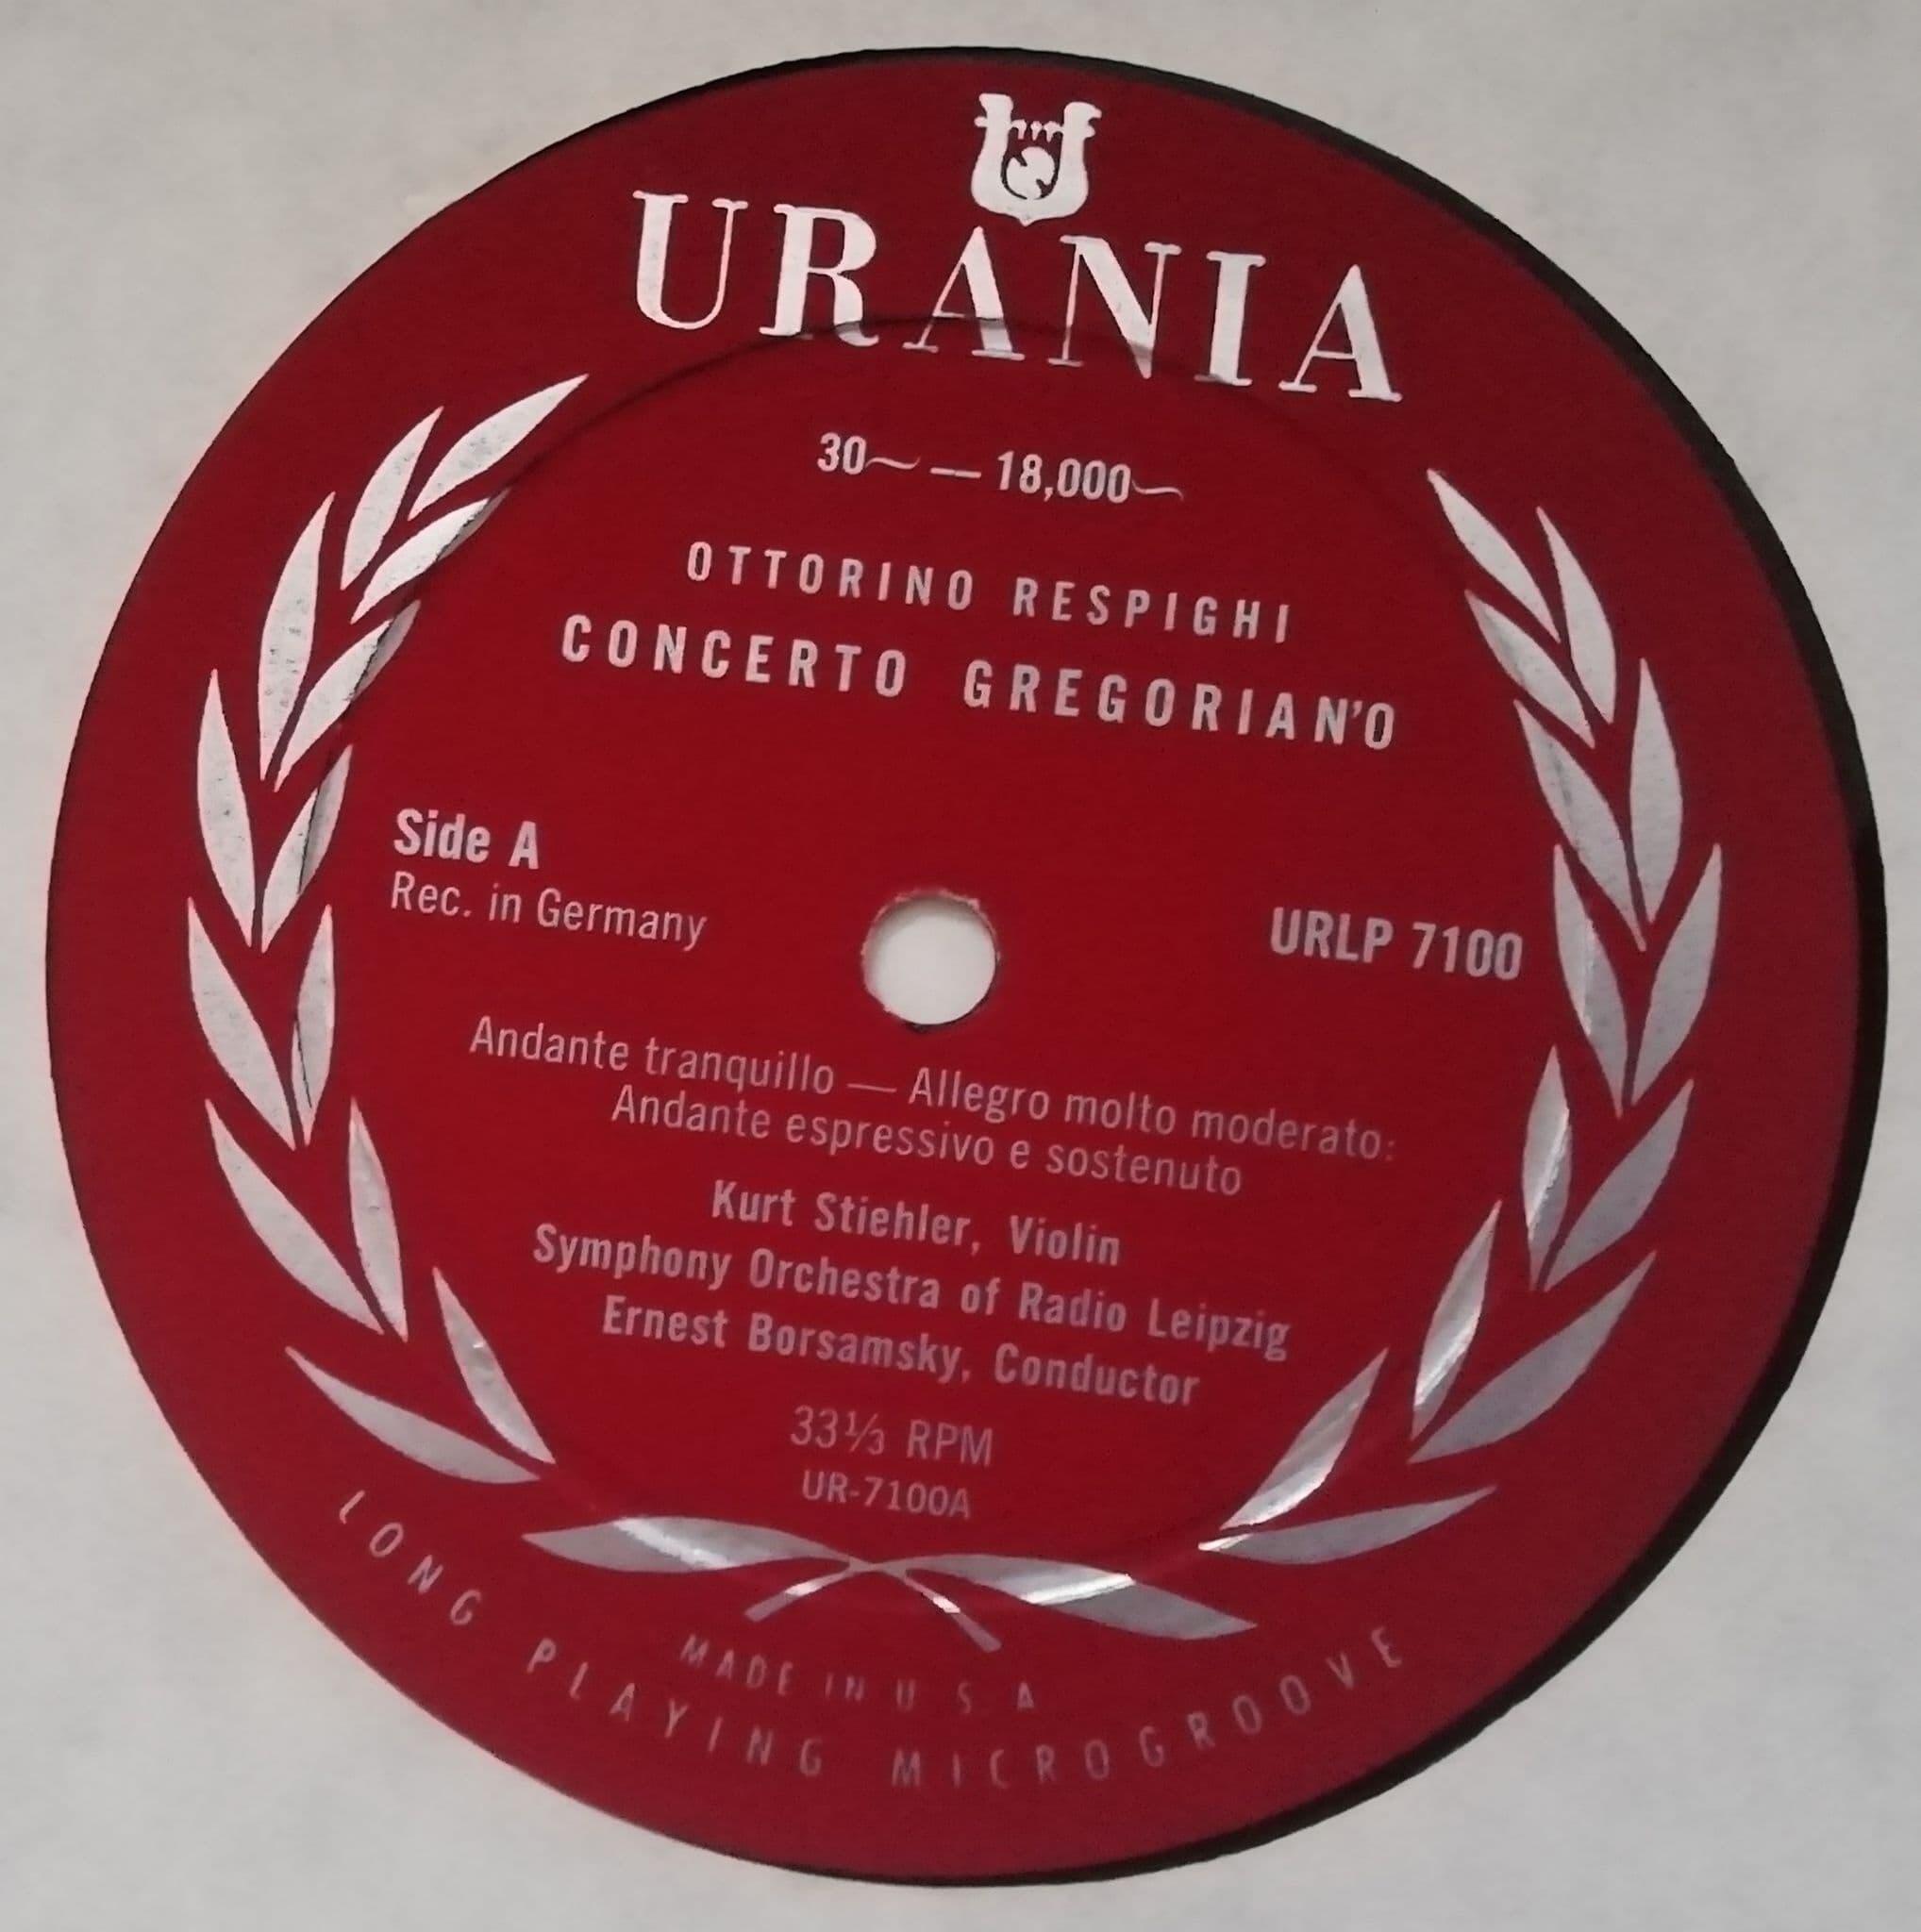 URANIA
30~ — 18,000~
OTTORINO RESPIGHI
CONCERTO GREGORIAN'O
Side A
Rec. in Germany
URLP 7100
Andante tranquillo — Allegro molto moderato:
Andante espressivo e sostenuto
Kurt Stiehler, Violin
Symphony Orchestra of Radio Leipzig
Ernest Borsamsky, Conductor
33⅓ RPM
UR-7100A
MADE IN U S A
LONG PLAYING MICROGROOVE